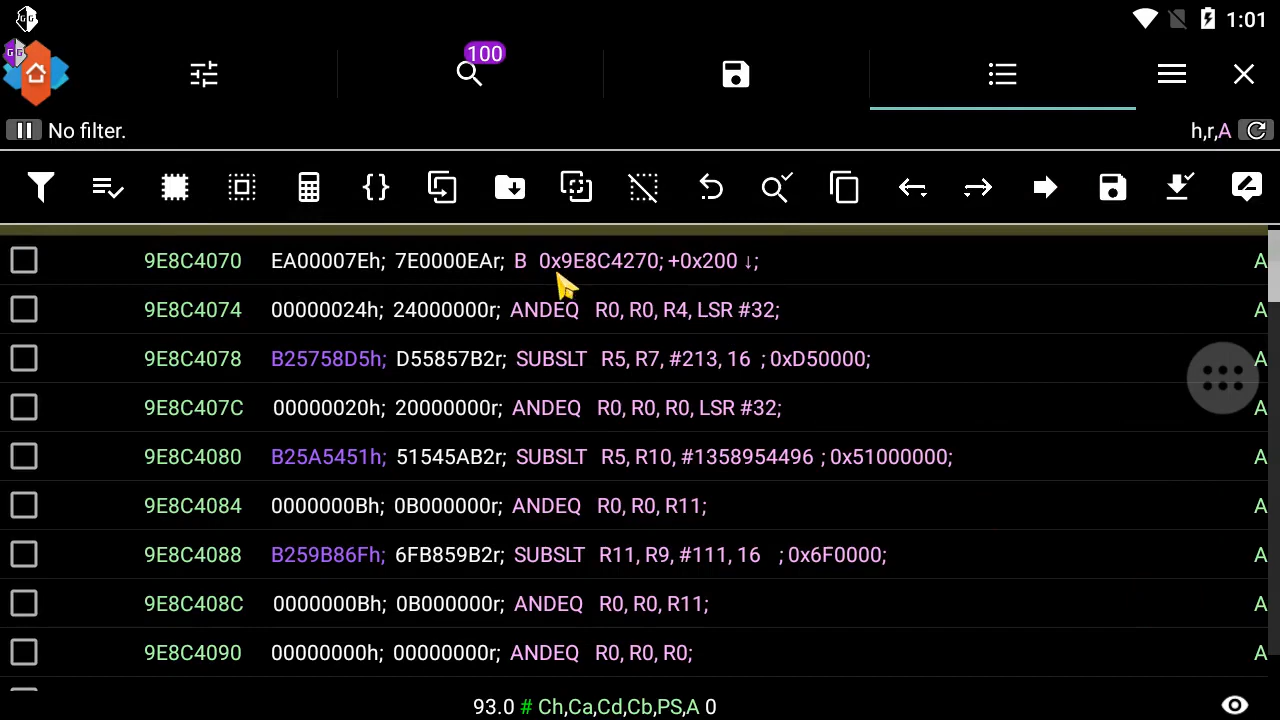 1:01
100
No filter.
h,r,A
9E8C4070 EA00007Eh; 7E0000EAr; B 0x9E8C4270; +0x200 ↓; A
9E8C4074 00000024h; 24000000r; ANDEQ R0, R0, R4, LSR #32; A
9E8C4078 B25758D5h; D55857B2r; SUBSLT R5, R7, #213, 16 ; 0xD50000; A
9E8C407C 00000020h; 20000000r; ANDEQ R0, R0, R0, LSR #32; A
9E8C4080 B25A5451h; 51545AB2r; SUBSLT R5, R10, #1358954496 ; 0x51000000; A
9E8C4084 0000000Bh; 0B000000r; ANDEQ R0, R0, R11; A
9E8C4088 B259B86Fh; 6FB859B2r; SUBSLT R11, R9, #111, 16 ; 0x6F0000; A
9E8C408C 0000000Bh; 0B000000r; ANDEQ R0, R0, R11; A
9E8C4090 00000000h; 00000000r; ANDEQ R0, R0, R0; A
93.0 # Ch,Ca,Cd,Cb,PS,A 0